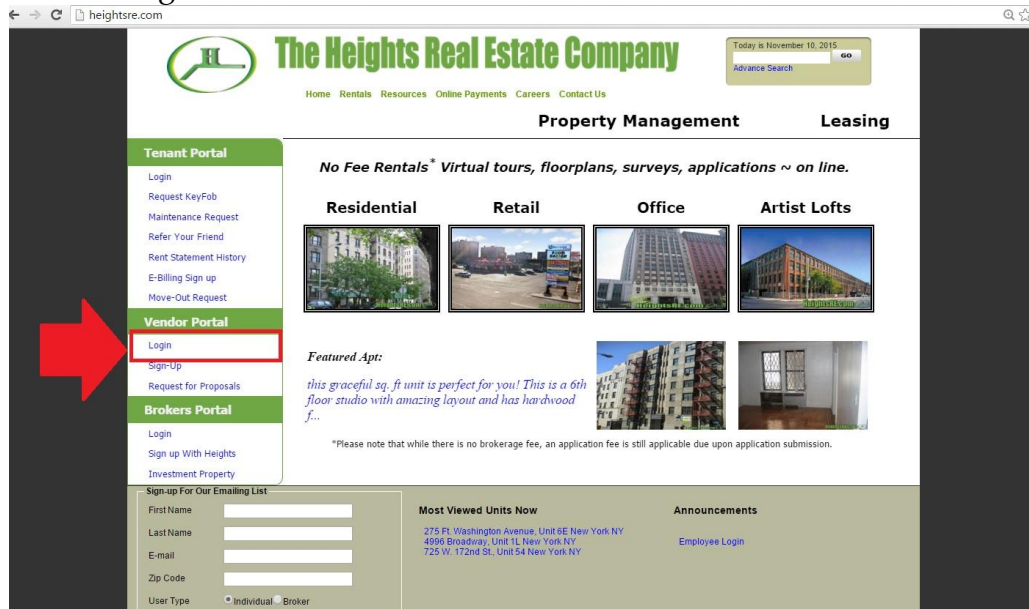 heightsre.com
The Heights Real Estate Company
Today is November 10, 2015
GO
Advance Search
Home Rentals Resources Online Payments Careers Contact Us
Property Management Leasing
Tenant Portal
Login
Request KeyFob
Maintenance Request
Refer Your Friend
Rent Statement History
E-Billing Sign up
Move-Out Request
Vendor Portal
Login
Sign-Up
Request for Proposals
Brokers Portal
Login
Sign up With Heights
Investment Property
No Fee Rentals* Virtual tours, floorplans, surveys, applications ~ on line.
Residential Retail Office Artist Lofts
Featured Apt:
this graceful sq. ft unit is perfect for you! This is a 6th
floor studio with amazing layout and has hardwood
f...
*Please note that while there is no brokerage fee, an application fee is still applicable due upon application submission.
Sign-up For Our Emailing List
First Name
Last Name
E-mail
Zip Code
User Type Individual Broker
Most Viewed Units Now
275 Ft. Washington Avenue, Unit 6E New York NY
4996 Broadway, Unit 1L New York NY
725 W. 172nd St., Unit 54 New York NY
Announcements
Employee Login